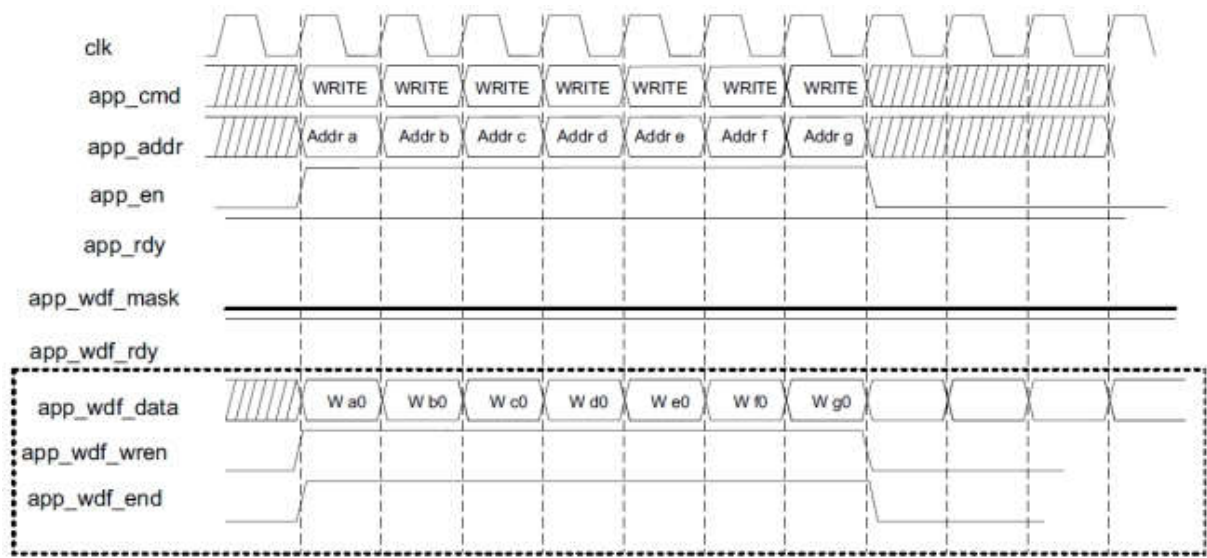 clk
app_cmd WRITE WRITE WRITE WRITE WRITE WRITE WRITE
app_addr Addr a Addr b Addr c Addr d Addr e Addr f Addr g
app_en
app_rdy
app_wdf_mask
app_wdf_rdy
app_wdf_data W a0 W b0 W c0 W d0 W e0 W f0 W g0
app_wdf_wren
app_wdf_end